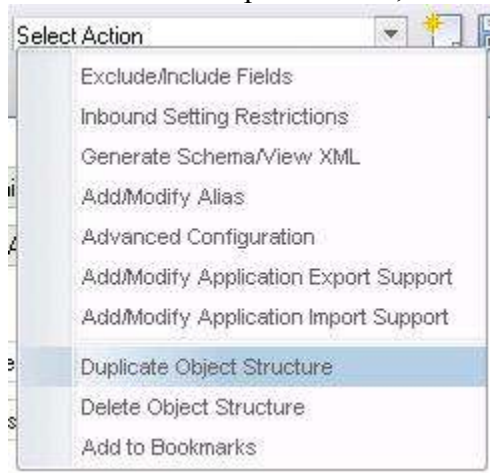 Select Action
Exclude/Include Fields
Inbound Setting Restrictions
Generate Schema/View XML
Add/Modify Alias
Advanced Configuration
Add/Modify Application Export Support
Add/Modify Application Import Support
Duplicate Object Structure
Delete Object Structure
Add to Bookmarks